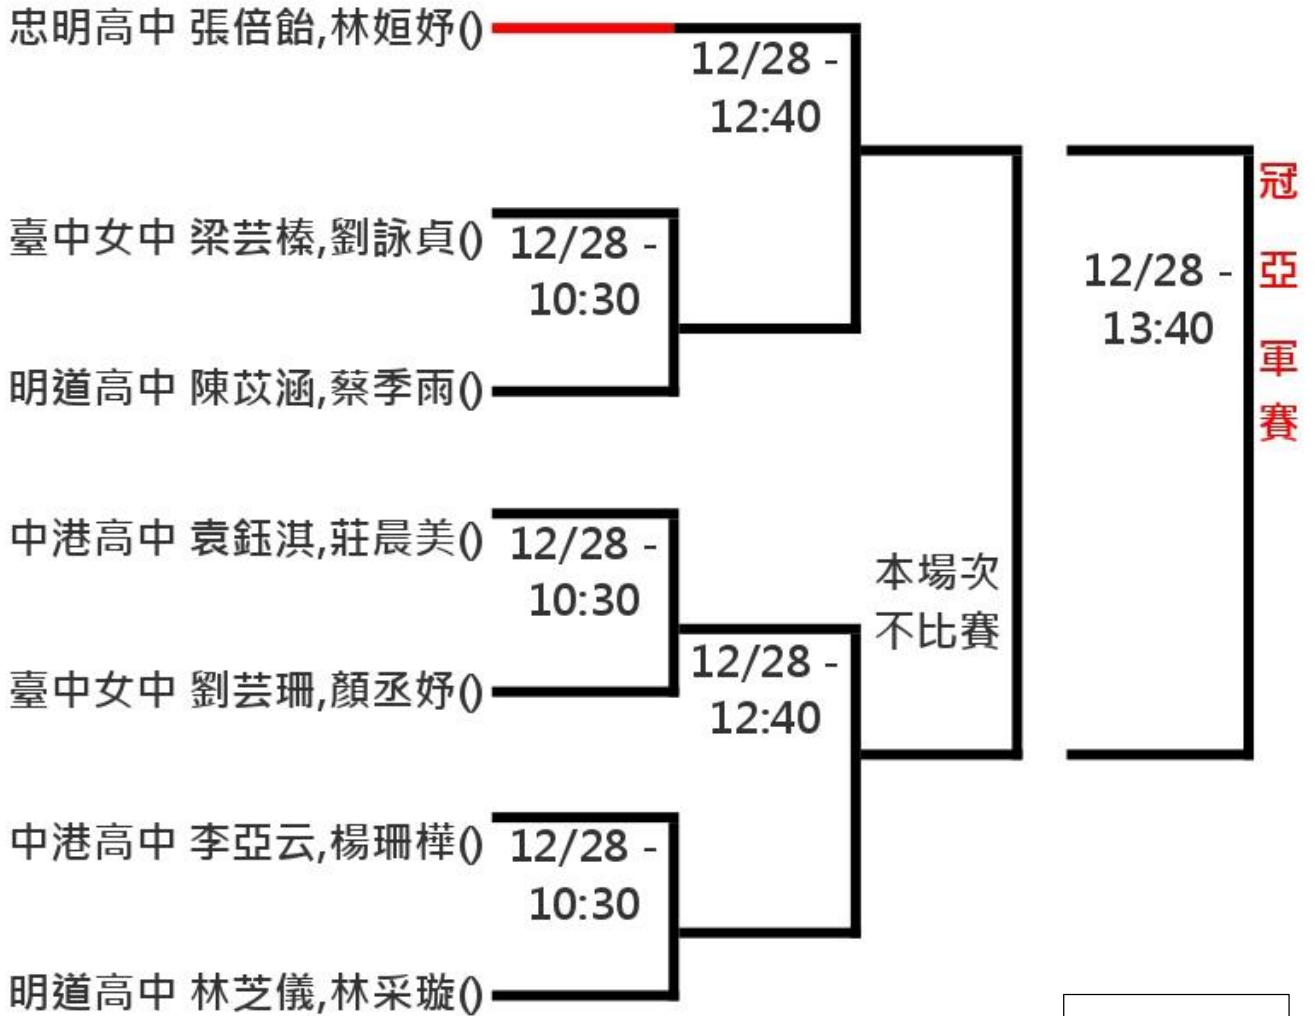 忠明高中 張倍飴,林姮妤()
12/28 -
12:40
臺中女中 梁芸榛,劉詠貞()
12/28 -
10:30
明道高中 陳苡涵,蔡季雨()
中港高中 袁鈺淇,莊晨美()
12/28 -
10:30
臺中女中 劉芸珊,顏丞妤()
12/28 -
12:40
中港高中 李亞云,楊珊樺()
12/28 -
10:30
明道高中 林芝儀,林采璇()
本場次
不比賽
12/28 -
13:40
冠
亞
軍
賽